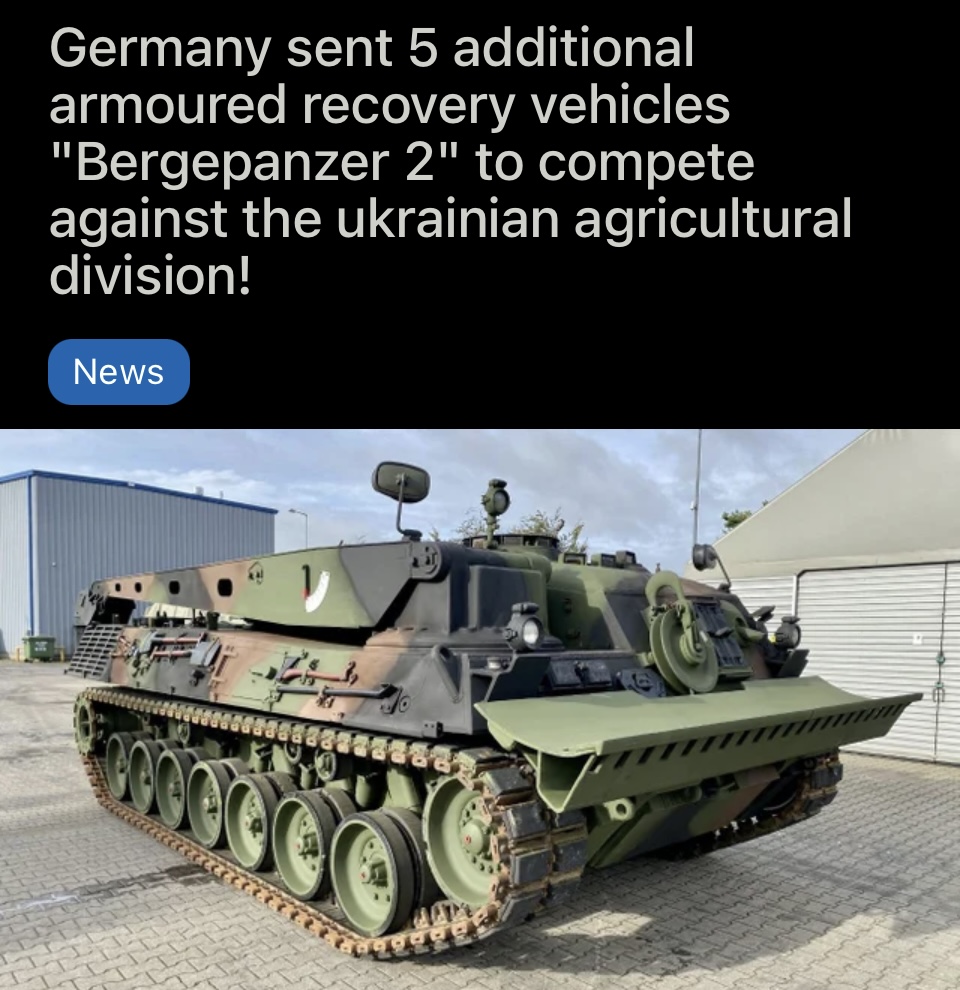 Germany sent 5 additional
armoured recovery vehicles
"Bergepanzer 2" to compete
against the ukrainian agricultural
division!
News